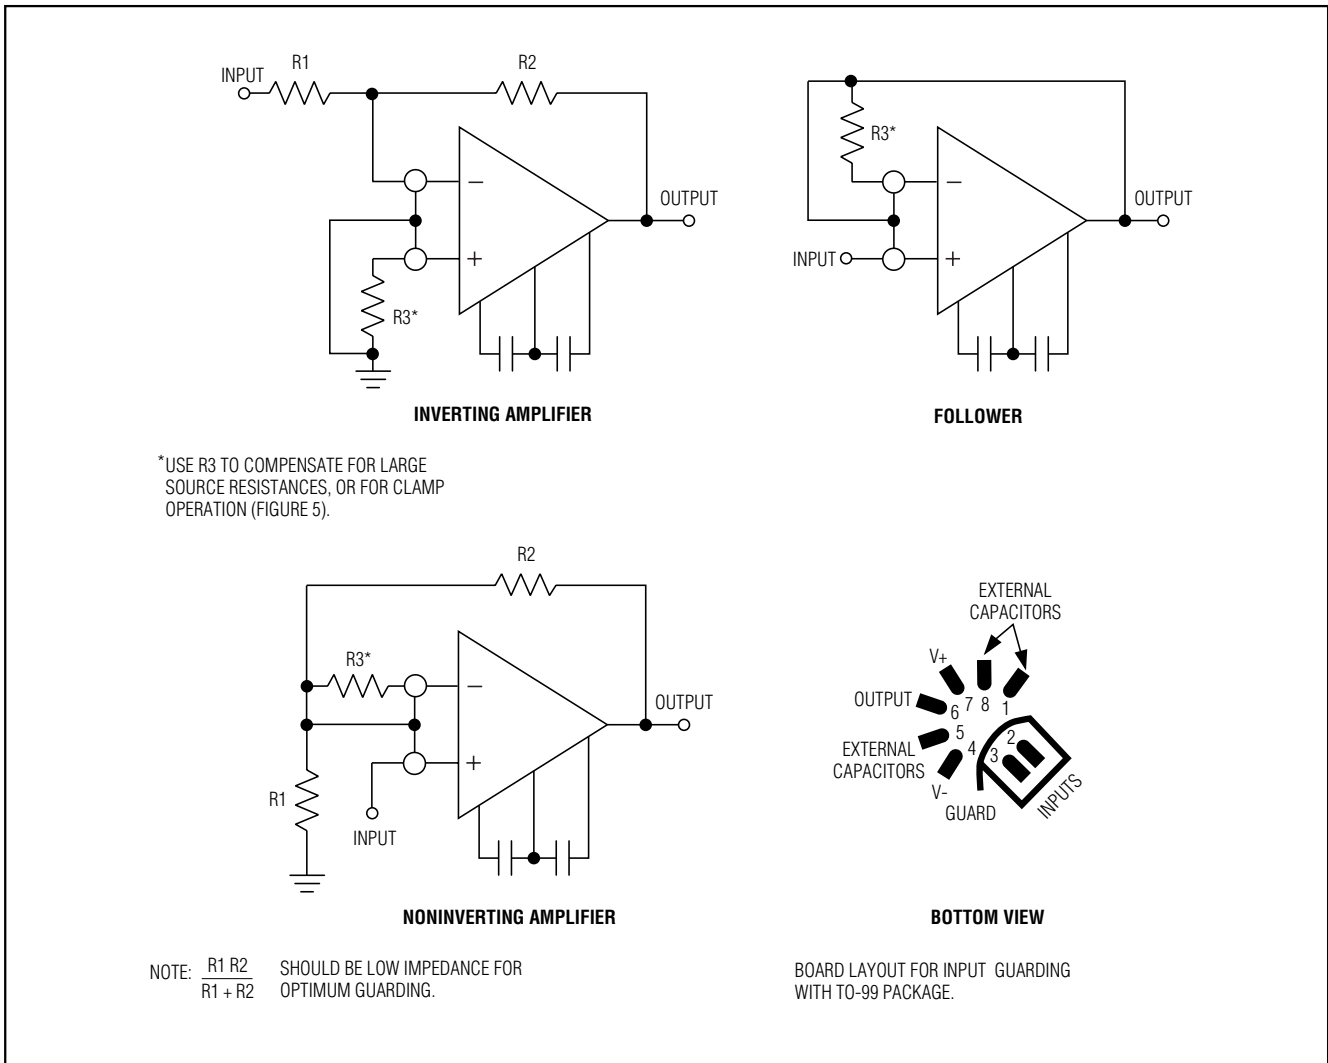 INPUT
R1
R2
−
+
OUTPUT
R3*
INVERTING AMPLIFIER
R3*
−
INPUT
+
OUTPUT
FOLLOWER
*USE R3 TO COMPENSATE FOR LARGE
SOURCE RESISTANCES, OR FOR CLAMP
OPERATION (FIGURE 5).
R2
R3*
−
+
OUTPUT
R1
INPUT
NONINVERTING AMPLIFIER
NOTE: R1 R2 / R1 + R2 SHOULD BE LOW IMPEDANCE FOR
OPTIMUM GUARDING.
EXTERNAL
CAPACITORS
V+
OUTPUT
7 8 1
6
5
4
3
2
EXTERNAL
CAPACITORS
V-
GUARD
INPUTS
BOTTOM VIEW
BOARD LAYOUT FOR INPUT GUARDING
WITH TO-99 PACKAGE.